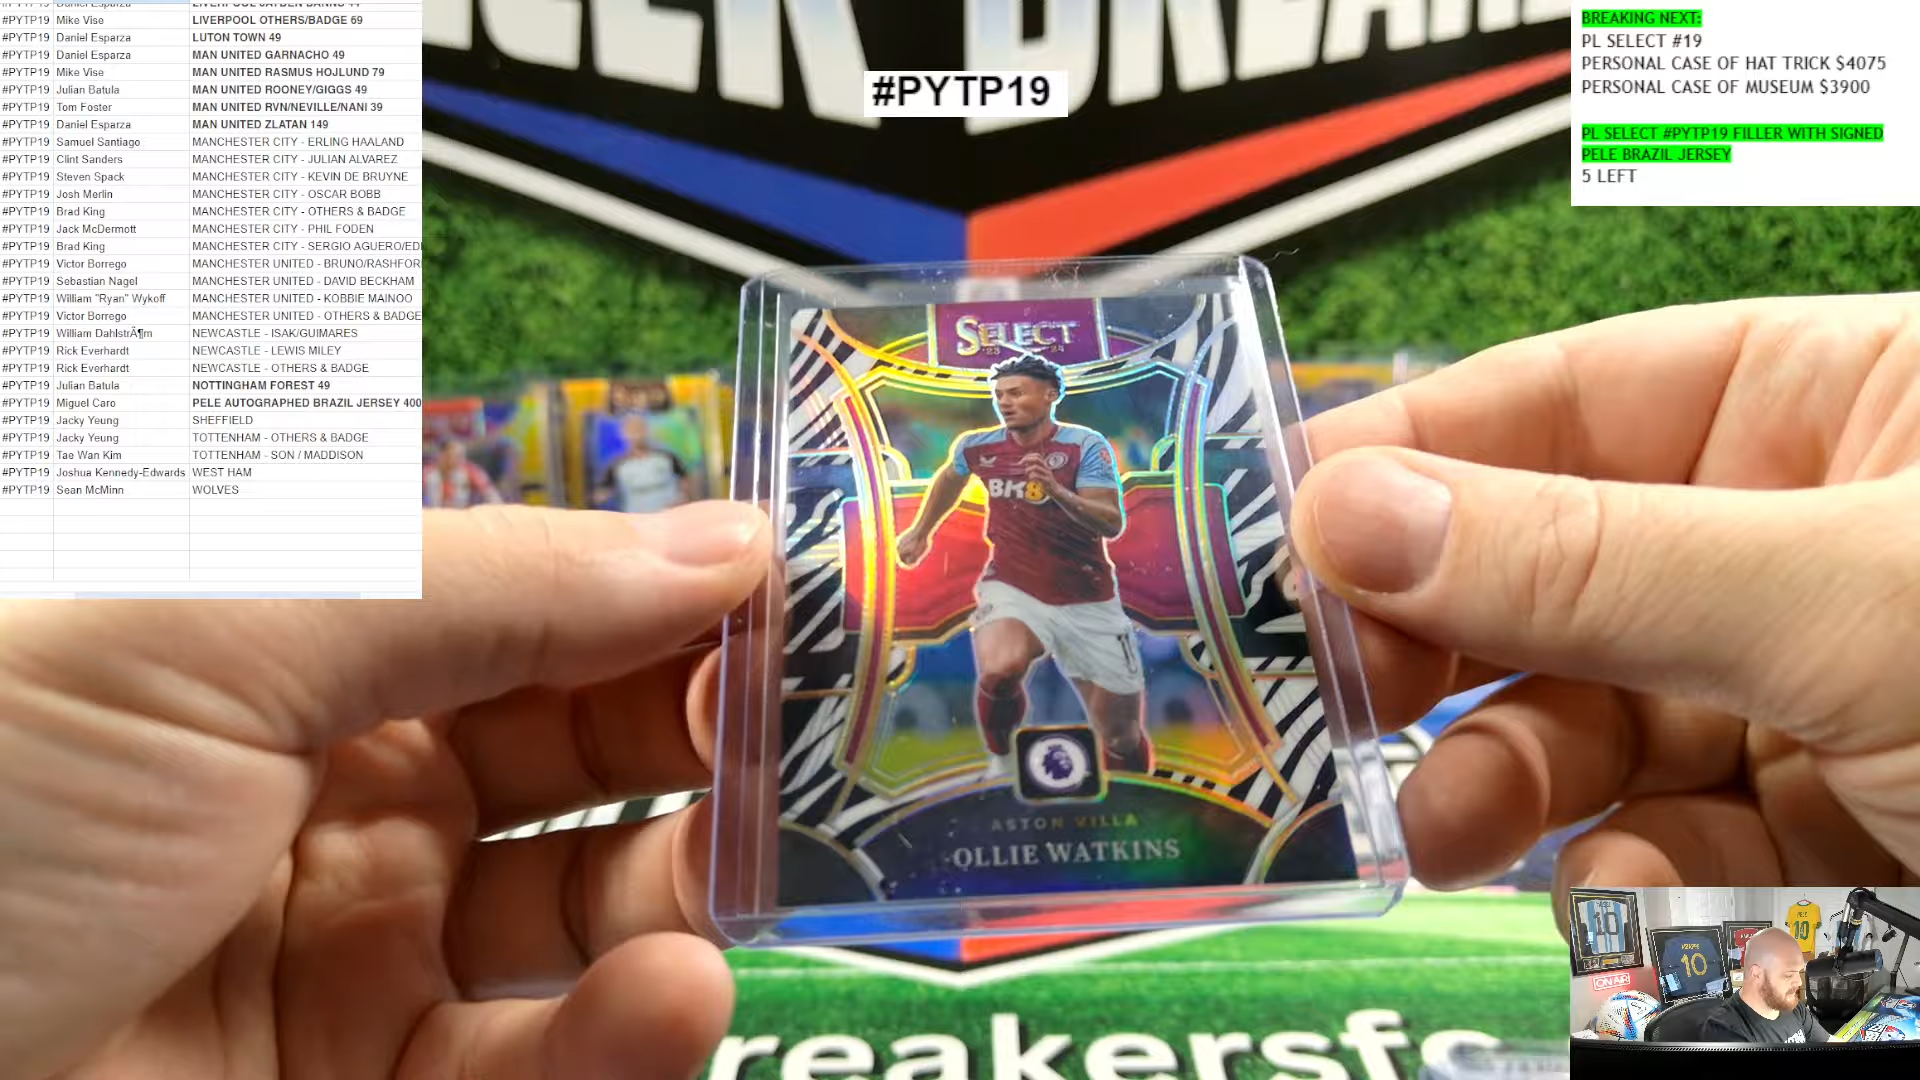 #PYTP19 Mike Vise LIVERPOOL OTHERS/BADGE 69
#PYTP19 Daniel Esparza LUTON TOWN 49
#PYTP19 Daniel Esparza MAN UNITED GARNACHO 49
#PYTP19 Mike Vise MAN UNITED RASMUS HOJLUND 79
#PYTP19 Julian Batula MAN UNITED ROONEY/GIGGS 49
#PYTP19 Tom Foster MAN UNITED RVN/NEVILLE/NANI 39
#PYTP19 Daniel Esparza MAN UNITED ZLATAN 149
#PYTP19 Samuel Santiago MANCHESTER CITY - ERLING HAALAND
#PYTP19 Clint Sanders MANCHESTER CITY - JULIAN ALVAREZ
#PYTP19 Steven Spack MANCHESTER CITY - KEVIN DE BRUYNE
#PYTP19 Josh Merlin MANCHESTER CITY - OSCAR BOBB
#PYTP19 Brad King MANCHESTER CITY - OTHERS & BADGE
#PYTP19 Jack McDermott MANCHESTER CITY - PHIL FODEN
#PYTP19 Brad King MANCHESTER CITY - SERGIO AGUERO/EDI
#PYTP19 Victor Borrego MANCHESTER UNITED - BRUNO/RASHFOR
#PYTP19 Sebastian Nagel MANCHESTER UNITED - DAVID BECKHAM
#PYTP19 William "Ryan" Wykoff MANCHESTER UNITED - KOBBIE MAINOO
#PYTP19 Victor Borrego MANCHESTER UNITED - OTHERS & BADGE
#PYTP19 William DahlstrÃ¶m NEWCASTLE - ISAK/GUIMARES
#PYTP19 Rick Everhardt NEWCASTLE - LEWIS MILEY
#PYTP19 Rick Everhardt NEWCASTLE - OTHERS & BADGE
#PYTP19 Julian Batula NOTTINGHAM FOREST 49
#PYTP19 Miguel Caro PELE AUTOGRAPHED BRAZIL JERSEY 400
#PYTP19 Jacky Yeung SHEFFIELD
#PYTP19 Jacky Yeung TOTTENHAM - OTHERS & BADGE
#PYTP19 Tae Wan Kim TOTTENHAM - SON / MADDISON
#PYTP19 Joshua Kennedy-Edwards WEST HAM
#PYTP19 Sean McMinn WOLVES
#PYTP19
BREAKING NEXT:
PL SELECT #19
PERSONAL CASE OF HAT TRICK $4075
PERSONAL CASE OF MUSEUM $3900
PL SELECT #PYTP19 FILLER WITH SIGNED
PELE BRAZIL JERSEY
5 LEFT
SELECT
23 24
BK8
ASTON VILLA
OLLIE WATKINS
reakersfc
10
10
10
ON AIR